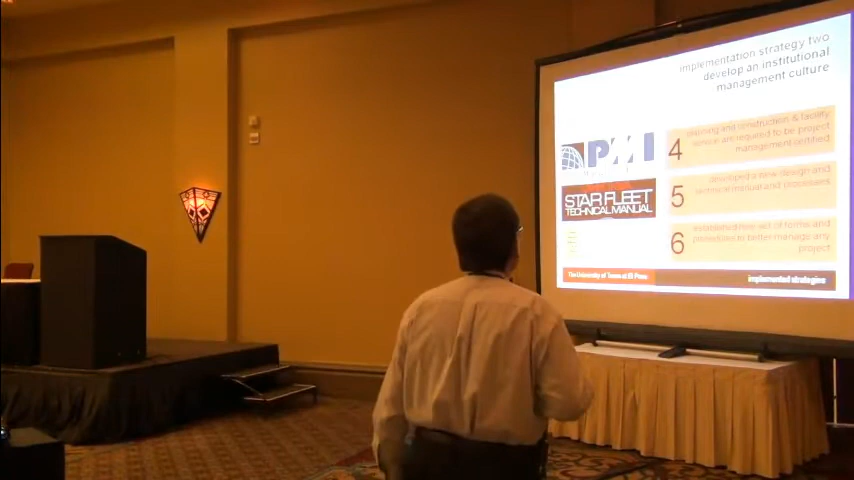 implementation strategy two
develop an institutional
management culture
PMI
4
planning and construction & facility
services are required to be project
management certified
STAR FLEET
TECHNICAL MANUAL
5
developed a new design and
technical manual and processes
6
established new set of forms and
procedures to better manage any
project
The University of Texas at El Paso
implemented strategies